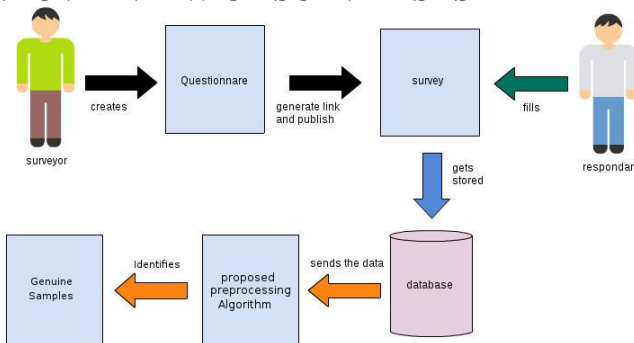 Questionnare
survey
creates
generate link
and publish
fills
surveyor
respondan
gets
stored
Identifies
sends the data
Genuine
Samples
proposed
preprocessing
Algorithm
database